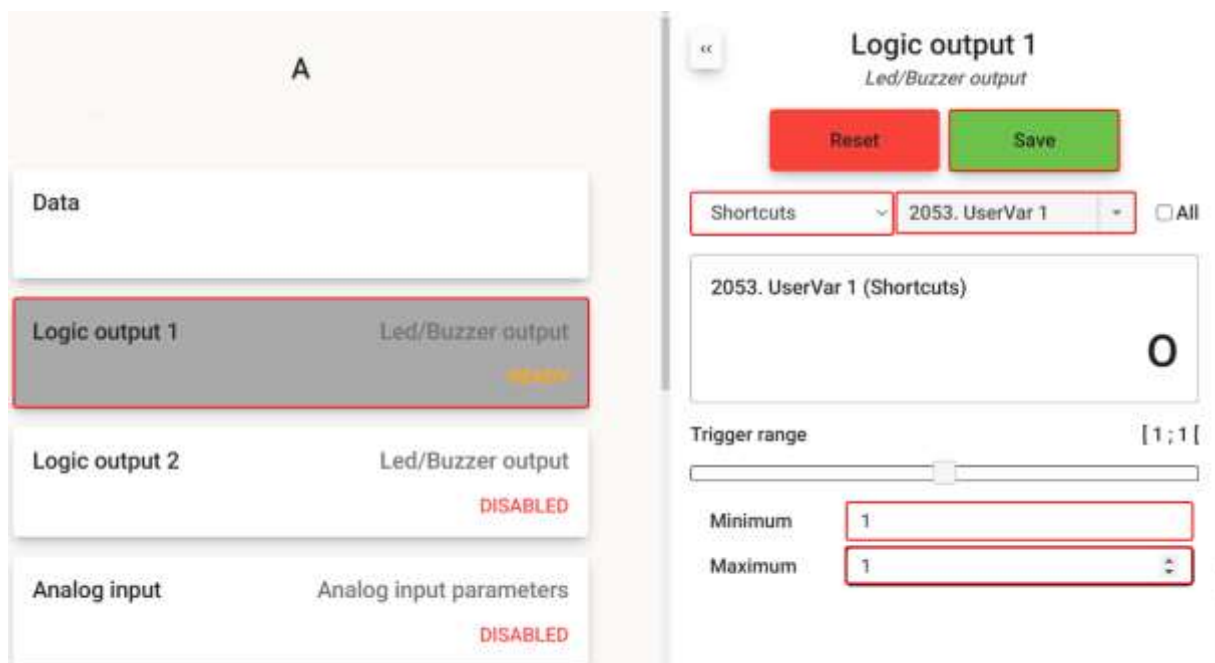 A
Data
Logic output 1 Led/Buzzer output
Logic output 2 Led/Buzzer output
DISABLED
Analog input Analog input parameters
DISABLED
‹‹
Logic output 1
Led/Buzzer output
Reset Save
Shortcuts 2053. UserVar 1 All
2053. UserVar 1 (Shortcuts)
0
Trigger range [ 1 ; 1 [
Minimum 1
Maximum 1